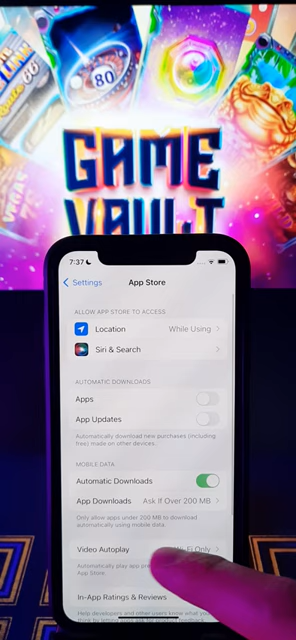 80
GAME
VAULT
7:37
Settings
App Store
ALLOW APP STORE TO ACCESS:
Location While Using
Siri & Search
AUTOMATIC DOWNLOADS
Apps
App Updates
Automatically download new purchases (including
free) made on other devices.
MOBILE DATA
Automatic Downloads
App Downloads Ask If Over 200 MB
Only allow apps under 200 MB to download
automatically using mobile data.
Video Autoplay Wi-Fi Only
Automatically play app
App Store.
In-App Ratings & Reviews
Help developers and other users know what you